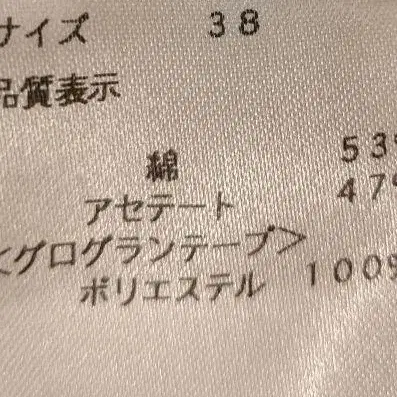 サイズ 38
品質表示
綿 53%
アセテート 47%
<グログランテープ>
ポリエステル 100%